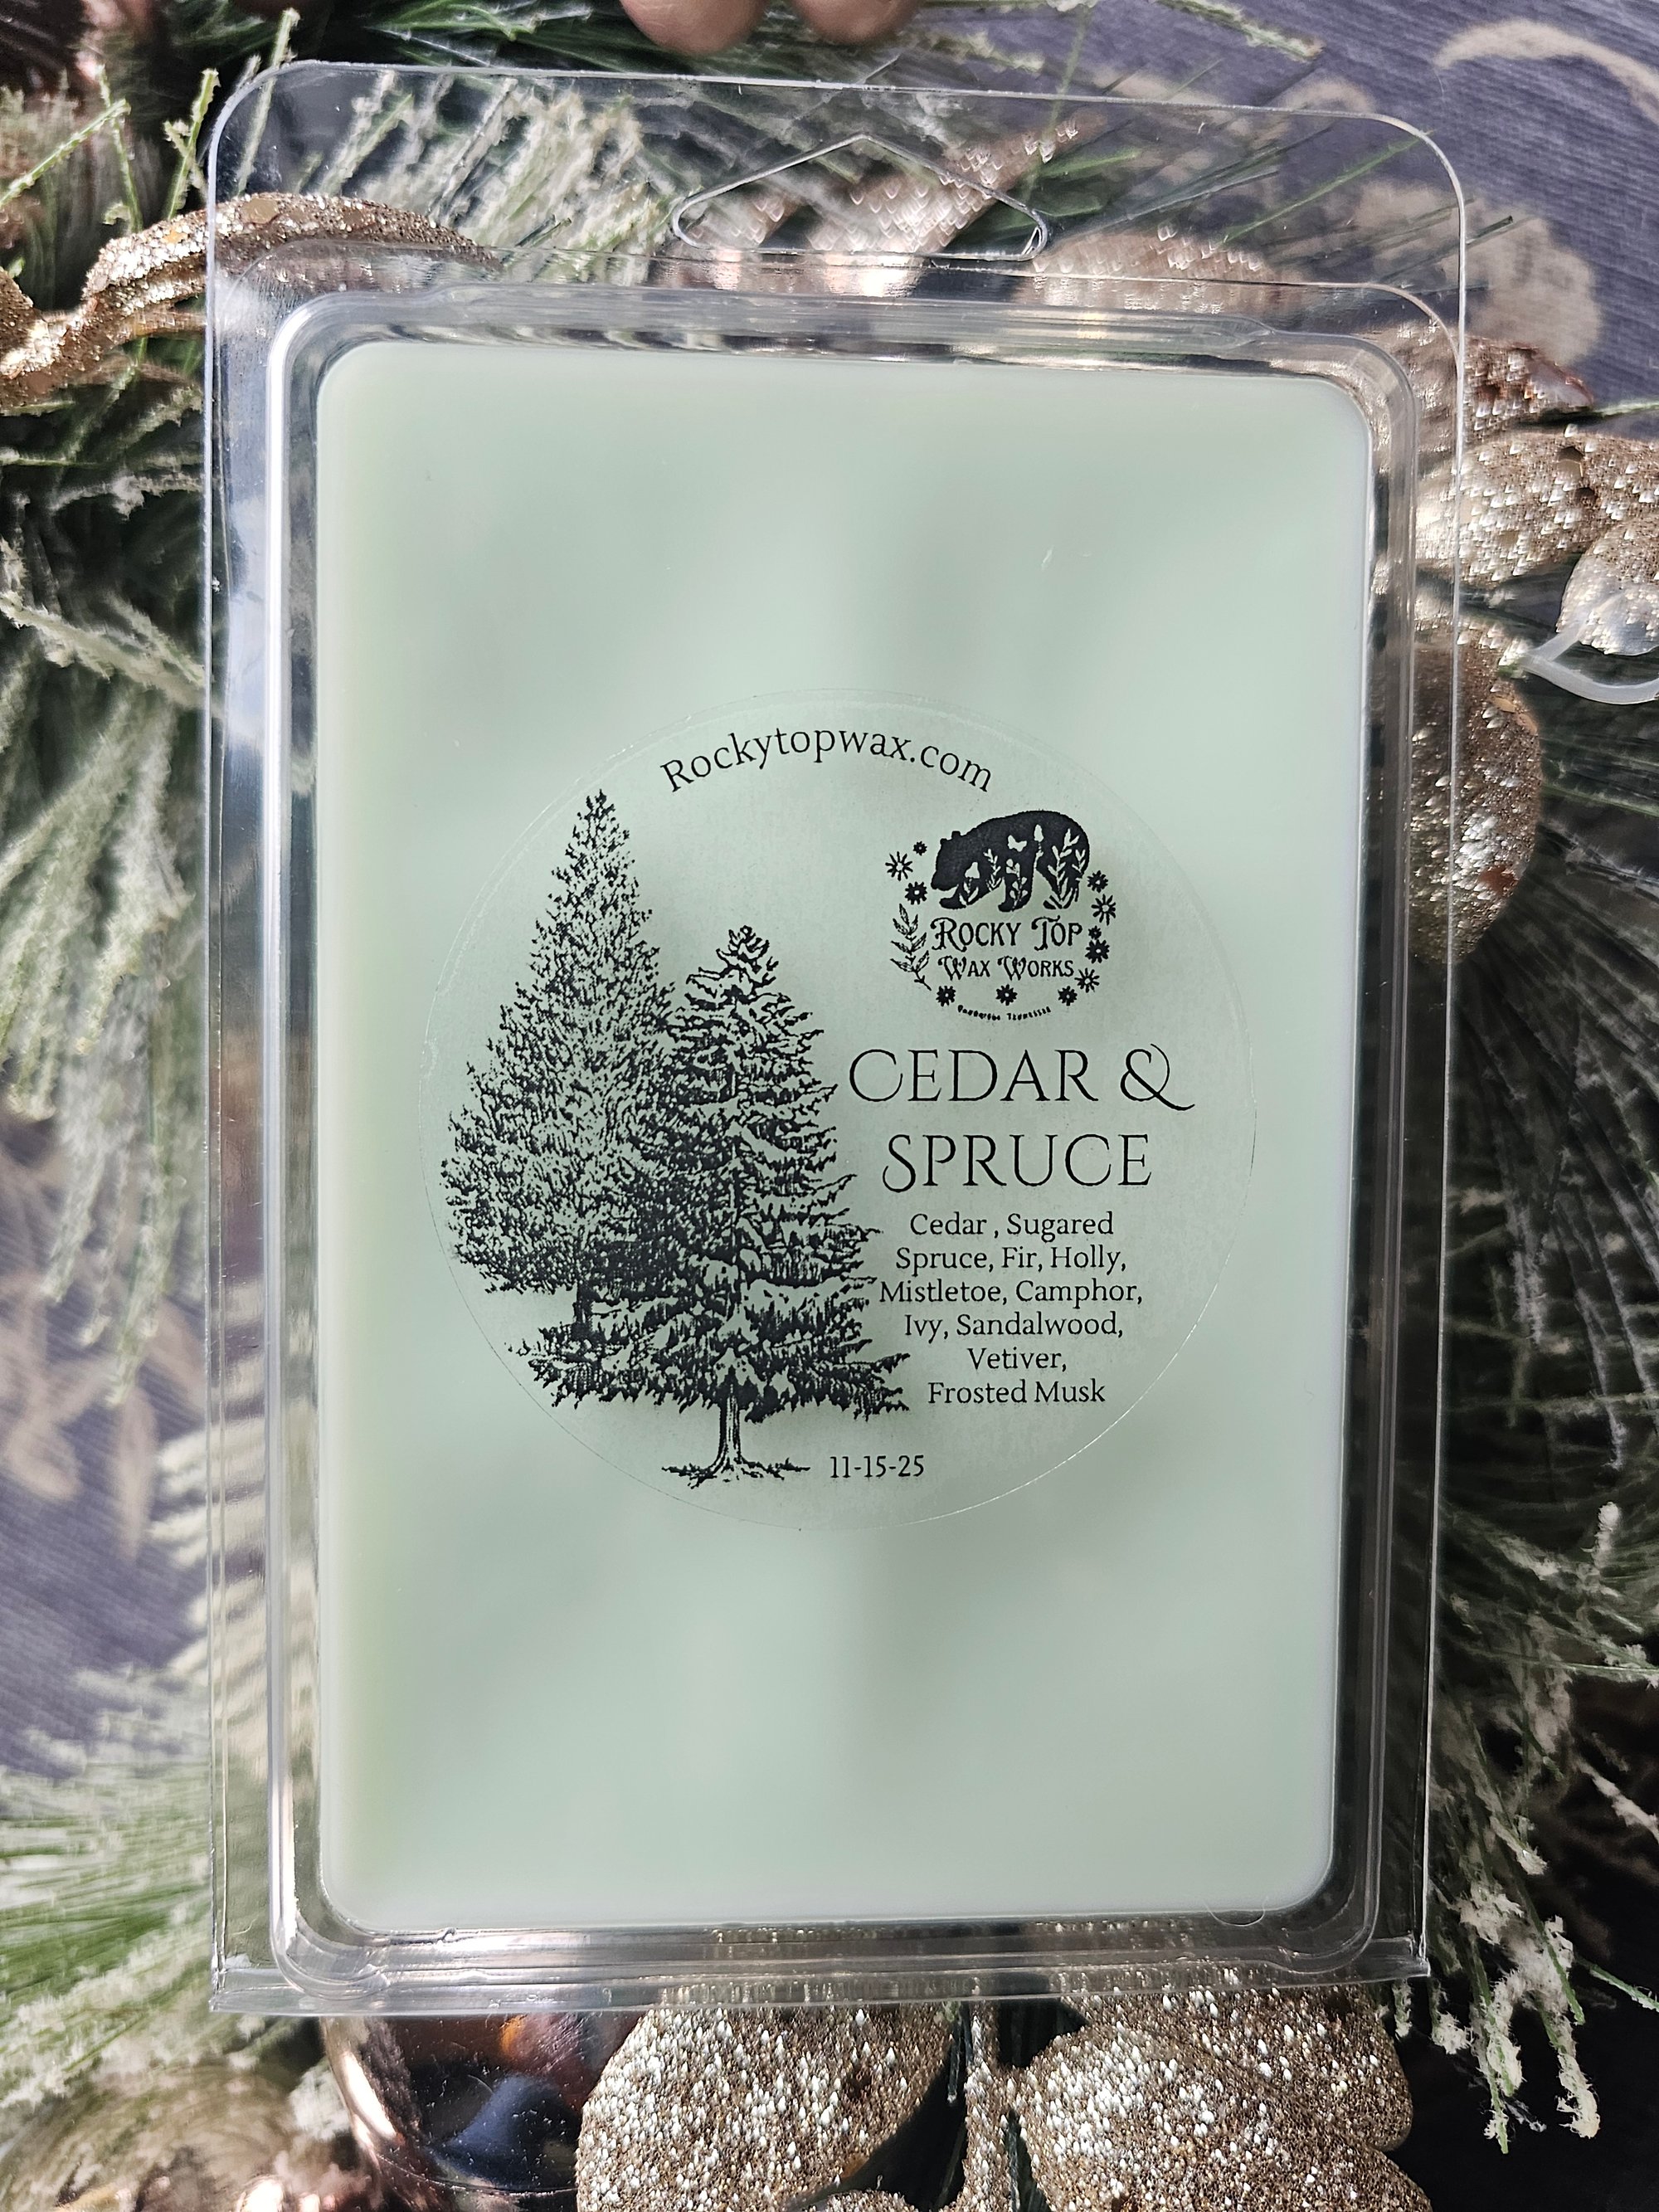 Rockytopwax.com
ROCKY TOP
WAX WORKS
CEDAR &
SPRUCE
Cedar , Sugared
Spruce, Fir, Holly,
Mistletoe, Camphor,
Ivy, Sandalwood,
Vetiver,
Frosted Musk
11-15-25